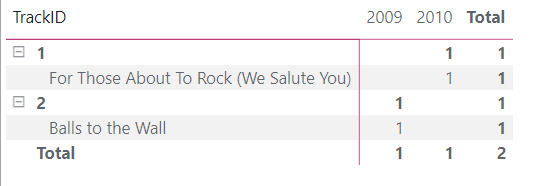 TrackID 2009 2010 Total
1 1 1
For Those About To Rock (We Salute You) 1 1
2 1 1
Balls to the Wall 1 1
Total 1 1 2